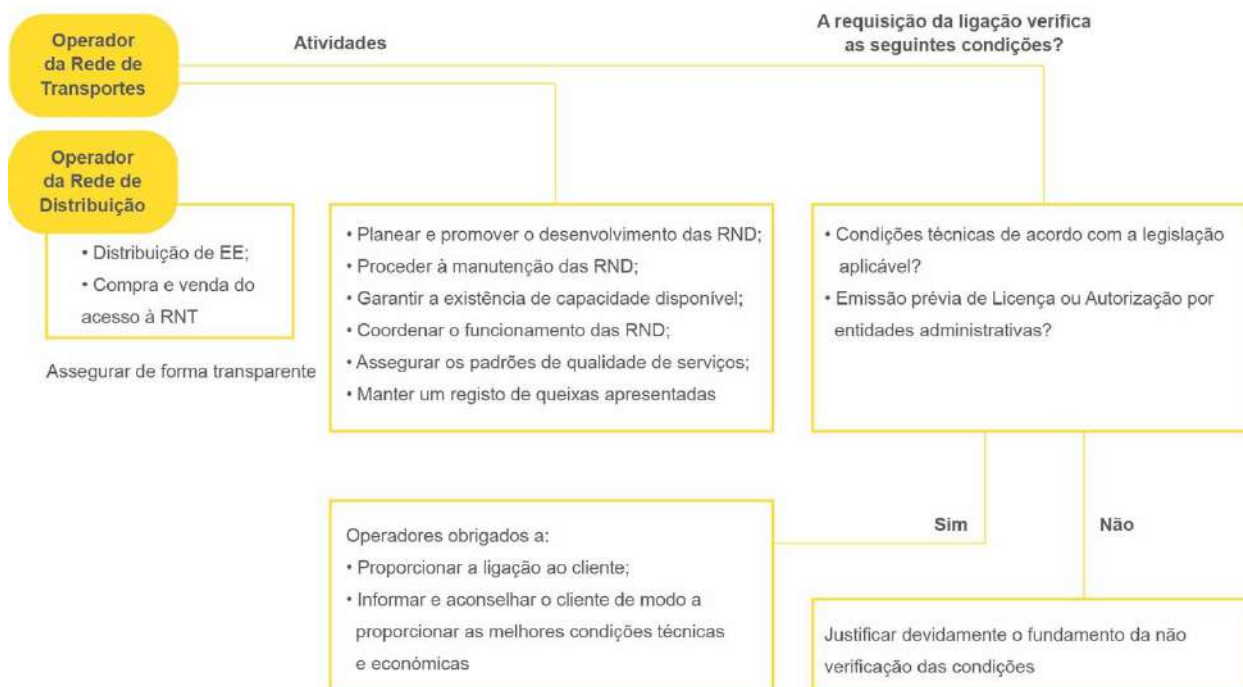 Operador
da Rede de
Transportes
Atividades
A requisição da ligação verifica
as seguintes condições?
Operador
da Rede de
Distribuição
• Distribuição de EE;
• Compra e venda do
acesso à RNT
Assegurar de forma transparente
• Planear e promover o desenvolvimento das RND;
• Proceder à manutenção das RND;
• Garantir a existência de capacidade disponível;
• Coordenar o funcionamento das RND;
• Assegurar os padrões de qualidade de serviços;
• Manter um registo de queixas apresentadas
• Condições técnicas de acordo com a legislação
aplicável?
• Emissão prévia de Licença ou Autorização por
entidades administrativas?
Sim
Não
Operadores obrigados a:
• Proporcionar a ligação ao cliente;
• Informar e aconselhar o cliente de modo a
proporcionar as melhores condições técnicas
e económicas
Justificar devidamente o fundamento da não
verificação das condições